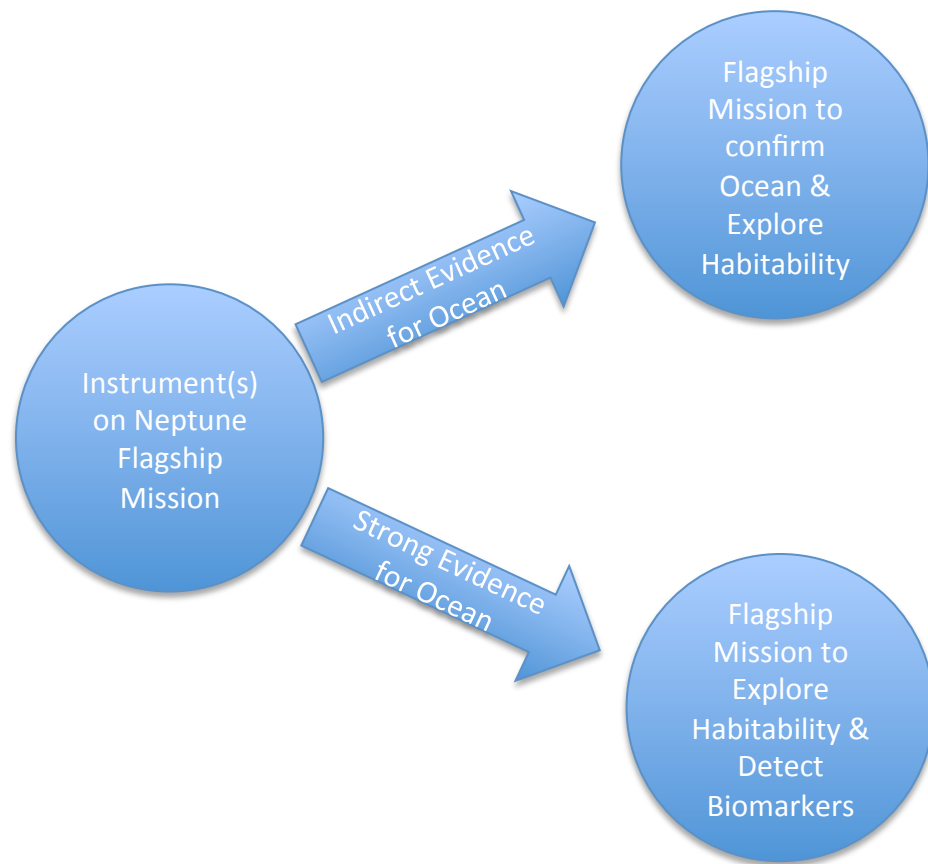 Instrument(s)
on Neptune
Flagship
Mission
Indirect Evidence
for Ocean
Flagship
Mission to
confirm
Ocean &
Explore
Habitability
Strong Evidence
for Ocean
Flagship
Mission to
Explore
Habitability &
Detect
Biomarkers